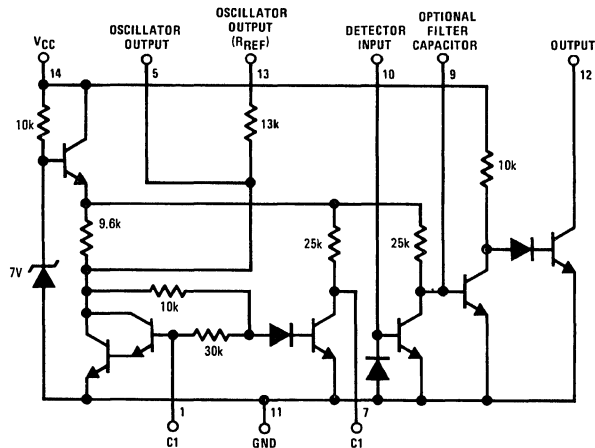 VCC
14
OSCILLATOR
OUTPUT
5
OSCILLATOR
OUTPUT
(RREF)
13
DETECTOR
INPUT
10
OPTIONAL
FILTER
CAPACITOR
9
OUTPUT
12
10k
13k
10k
9.6k
25k
25k
7V
10k
30k
1
C1
11
GND
7
C1